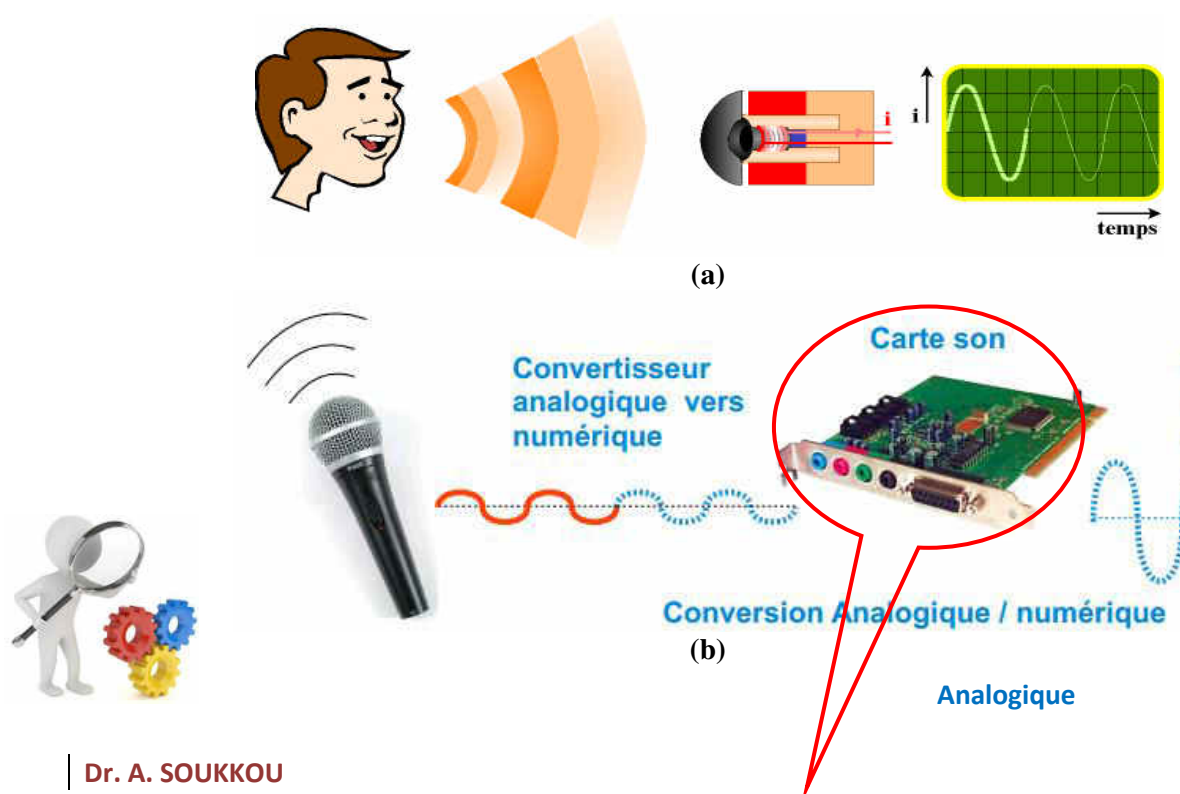 i
i
temps
(a)
Carte son
Convertisseur
analogique vers
numérique
Conversion Analogique / numérique
(b)
Analogique
Dr. A. SOUKKOU